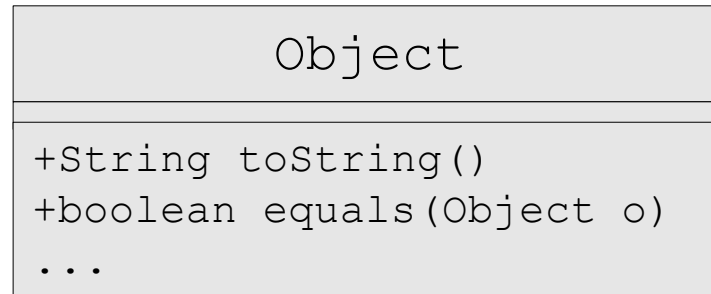 Object
+String toString()
+boolean equals(Object o)
...